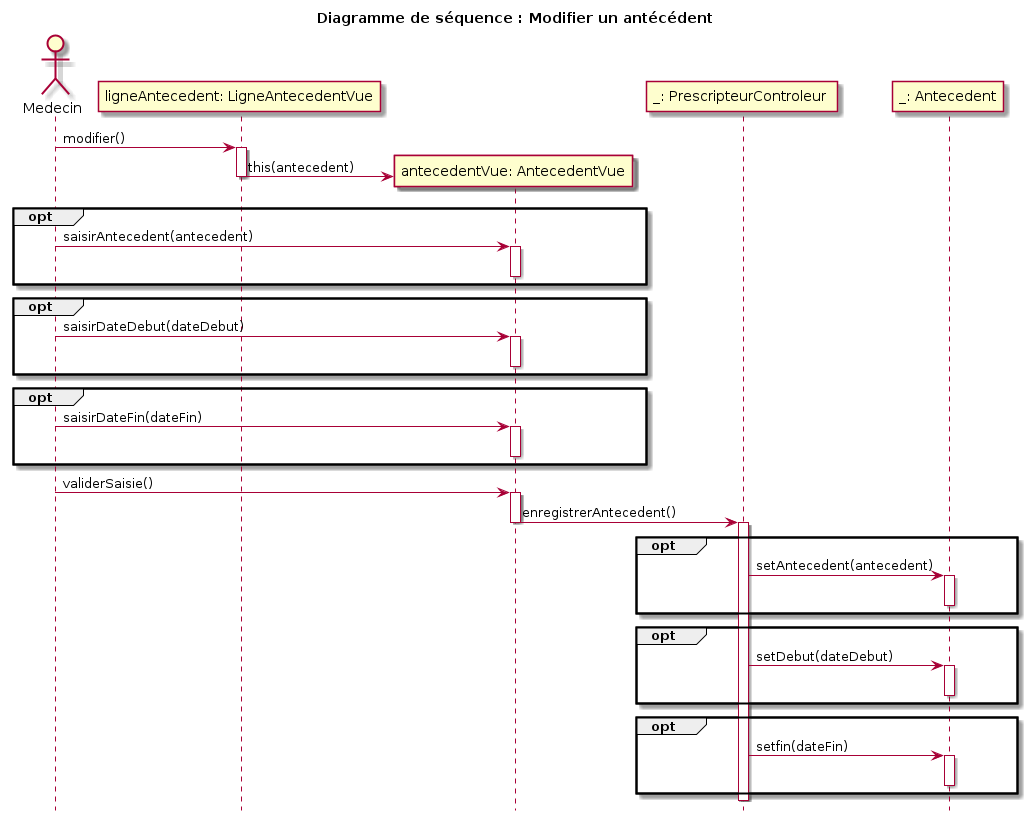 Diagramme de séquence : Modifier un antécédent
Medecin
ligneAntecedent: LigneAntecedentVue
_: PrescripteurControleur
_: Antecedent
modifier()
this(antecedent)
antecedentVue: AntecedentVue
opt
saisirAntecedent(antecedent)
opt
saisirDateDebut(dateDebut)
opt
saisirDateFin(dateFin)
validerSaisie()
enregistrerAntecedent()
opt
setAntecedent(antecedent)
opt
setDebut(dateDebut)
opt
setfin(dateFin)